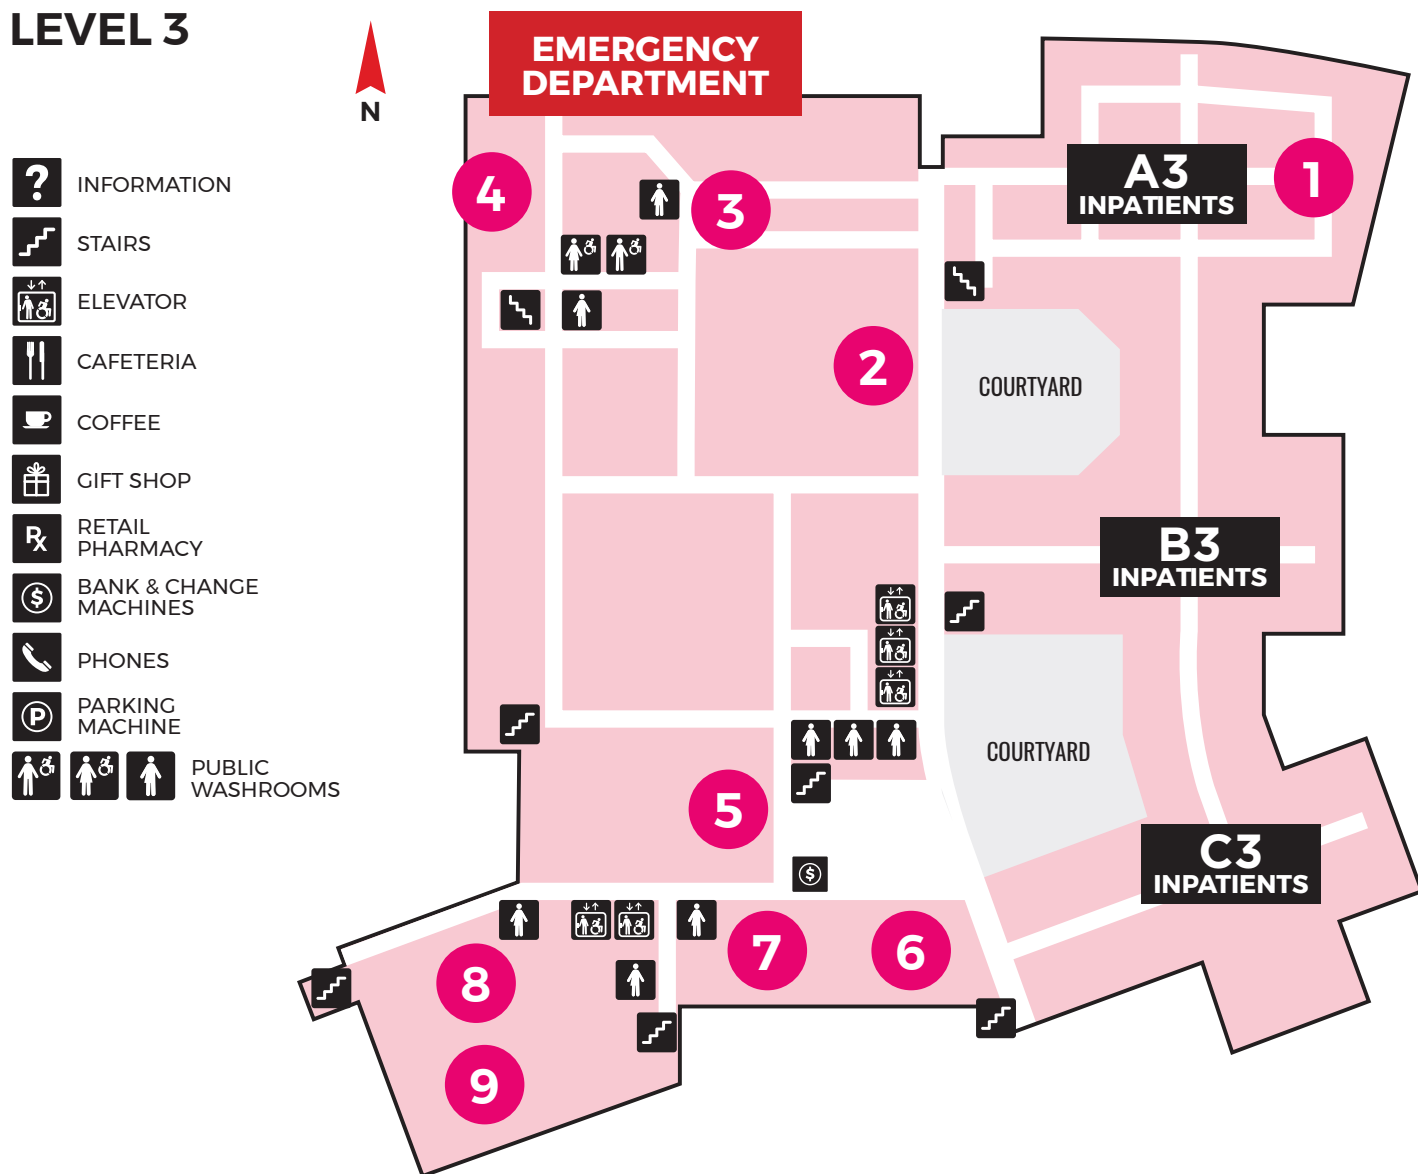 LEVEL 3
N
EMERGENCY
DEPARTMENT
?
INFORMATION
STAIRS
ELEVATOR
CAFETERIA
COFFEE
GIFT SHOP
Rx
RETAIL
PHARMACY
$
BANK & CHANGE
MACHINES
PHONES
P
PARKING
MACHINE
PUBLIC
WASHROOMS
4
3
A3
INPATIENTS
1
2
COURTYARD
B3
INPATIENTS
COURTYARD
5
$
C3
INPATIENTS
8
7
6
9